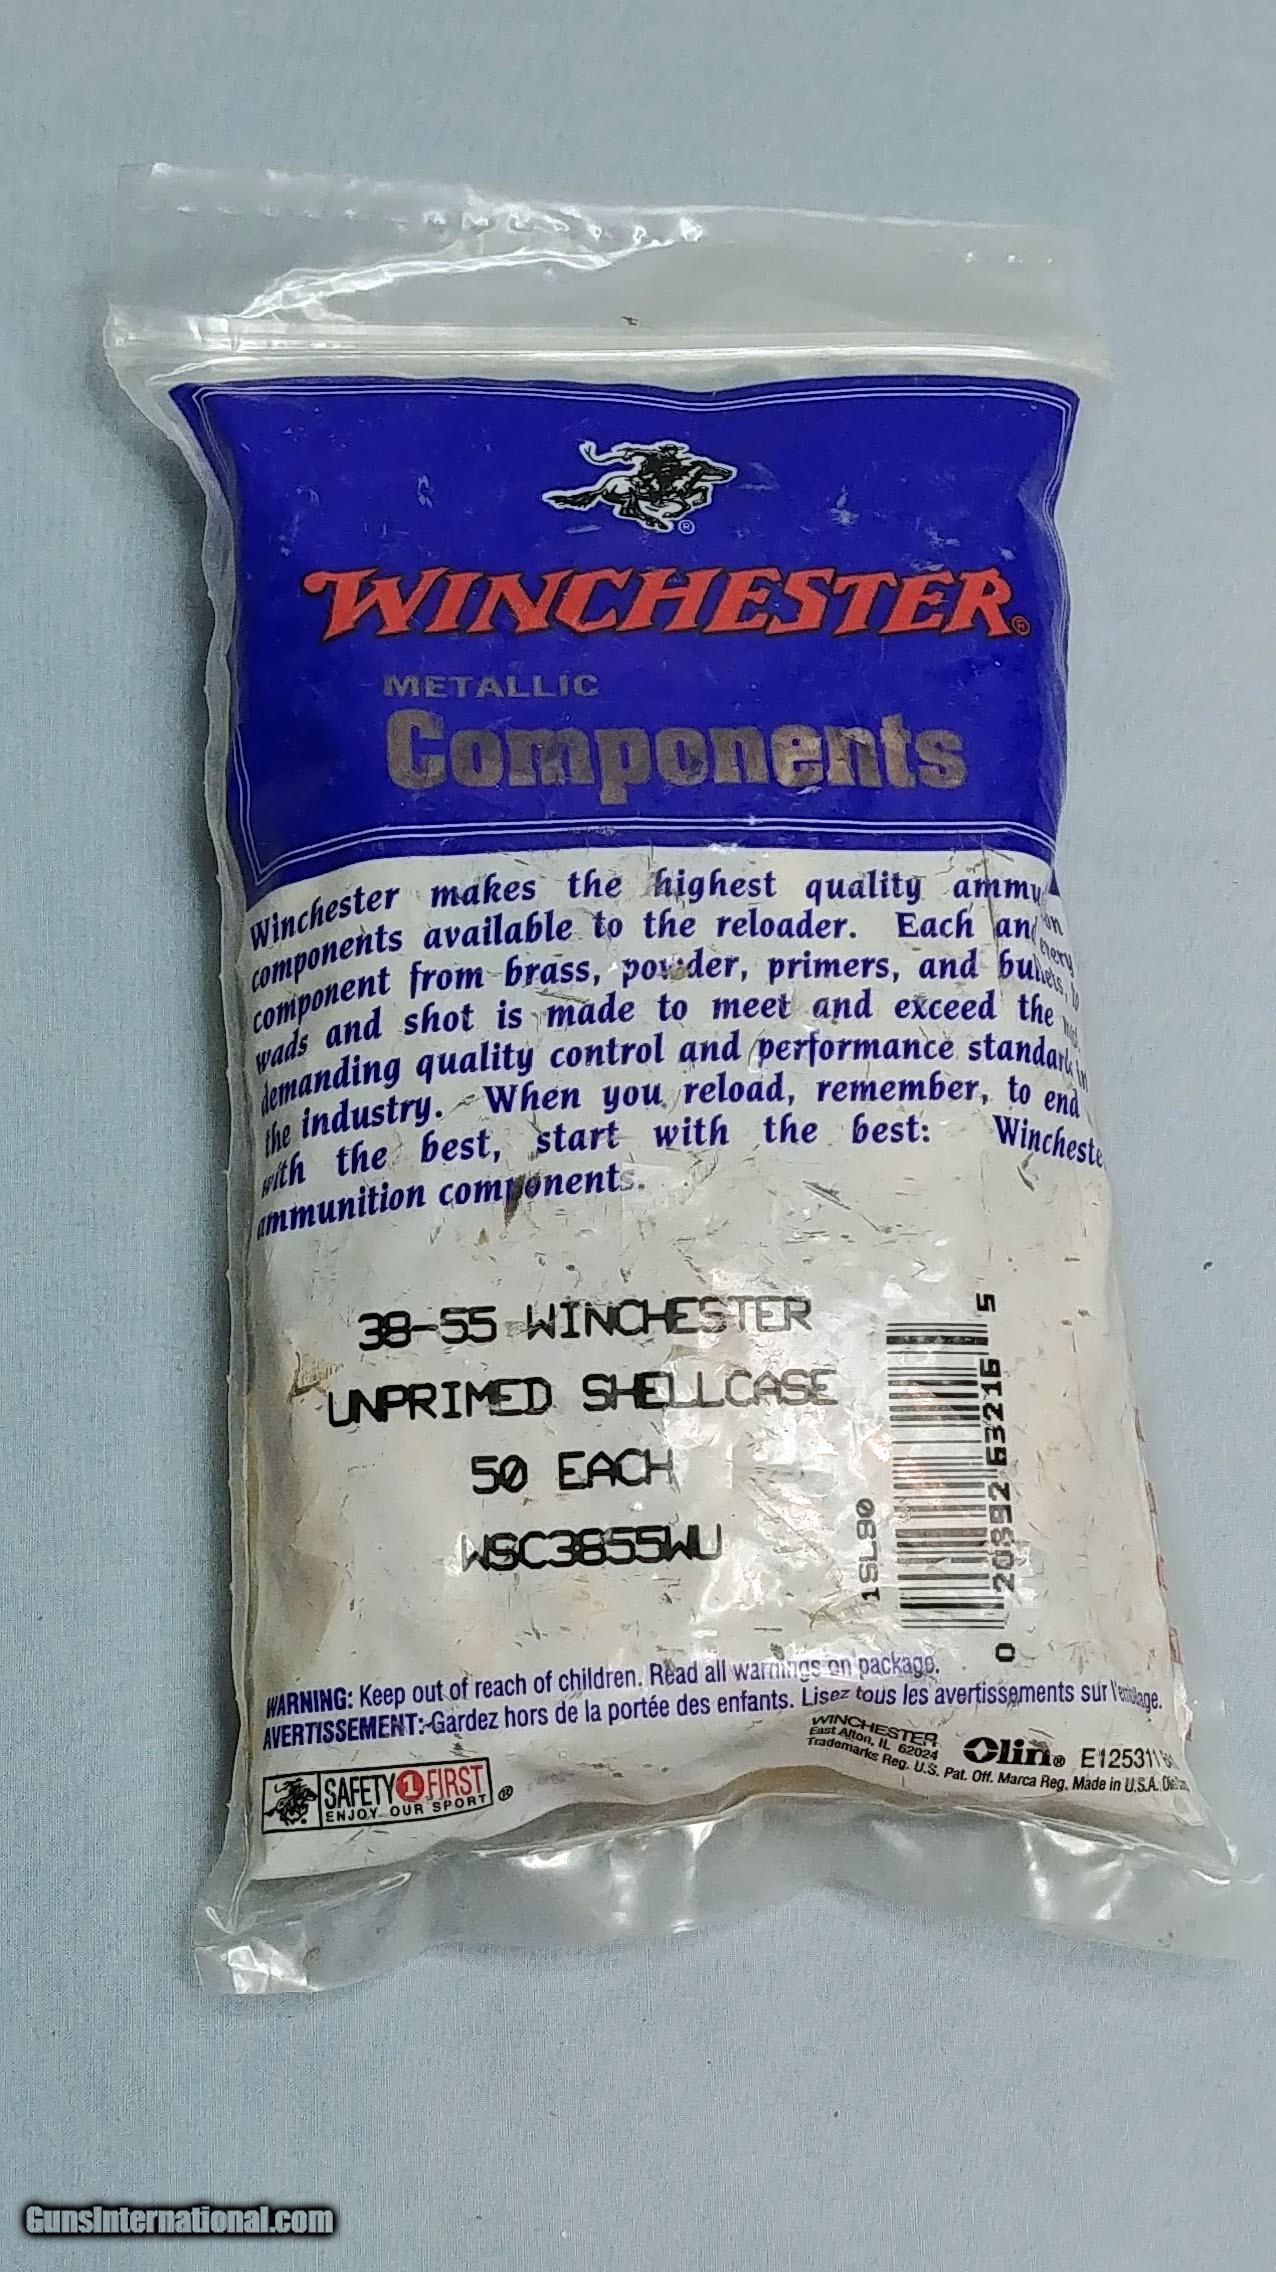 WINCHESTER®
METALLIC
Components
Winchester makes the highest quality
components available to the reloader. Each and every
component from brass, powder, primers, and bullets, to
wads and shot is made to meet and exceed the
demanding quality control and performance standards in
the industry. When you reload, remember, to end
with the best, start with the best: Winchester
ammunition components.
38-55 WINCHESTER
UNPRIMED SHELLCASE
50 EACH
WSC3855WU
1SL80
0 20892 63216 5
WARNING: Keep out of reach of children. Read all warnings on package.
AVERTISSEMENT: Gardez hors de la portée des enfants. Lisez tous les avertissements sur l'emballage.
WINCHESTER
East Alton, IL 62024
Trademarks Reg. U.S. Pat. Off. Marca Reg. Made in U.S.A.
Olin®
SAFETY 1 FIRST ®
ENJOY OUR SPORT
GunsInternational.com